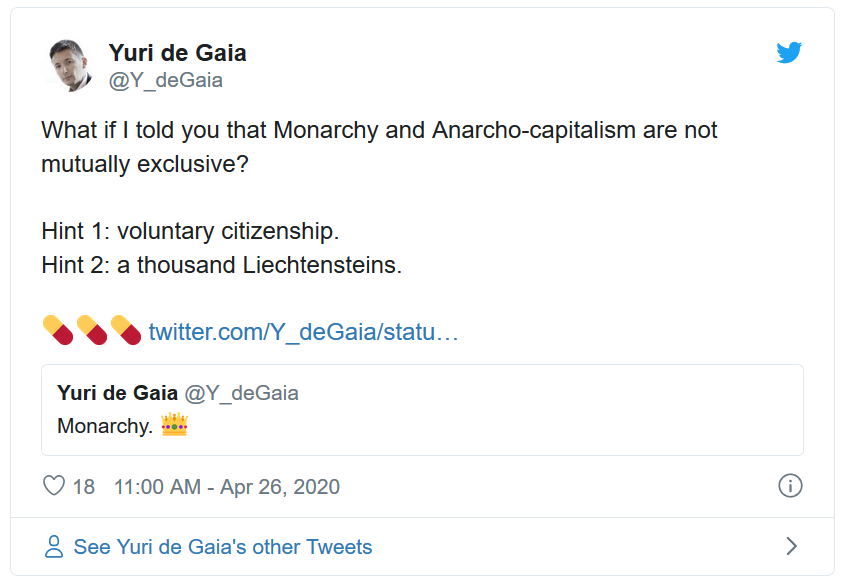 Yuri de Gaia
@Y_deGaia
What if I told you that Monarchy and Anarcho-capitalism are not
mutually exclusive?
Hint 1: voluntary citizenship.
Hint 2: a thousand Liechtensteins.
💊💊💊 twitter.com/Y_deGaia/statu…
Yuri de Gaia @Y_deGaia
Monarchy. 👑
18 11:00 AM - Apr 26, 2020
See Yuri de Gaia's other Tweets